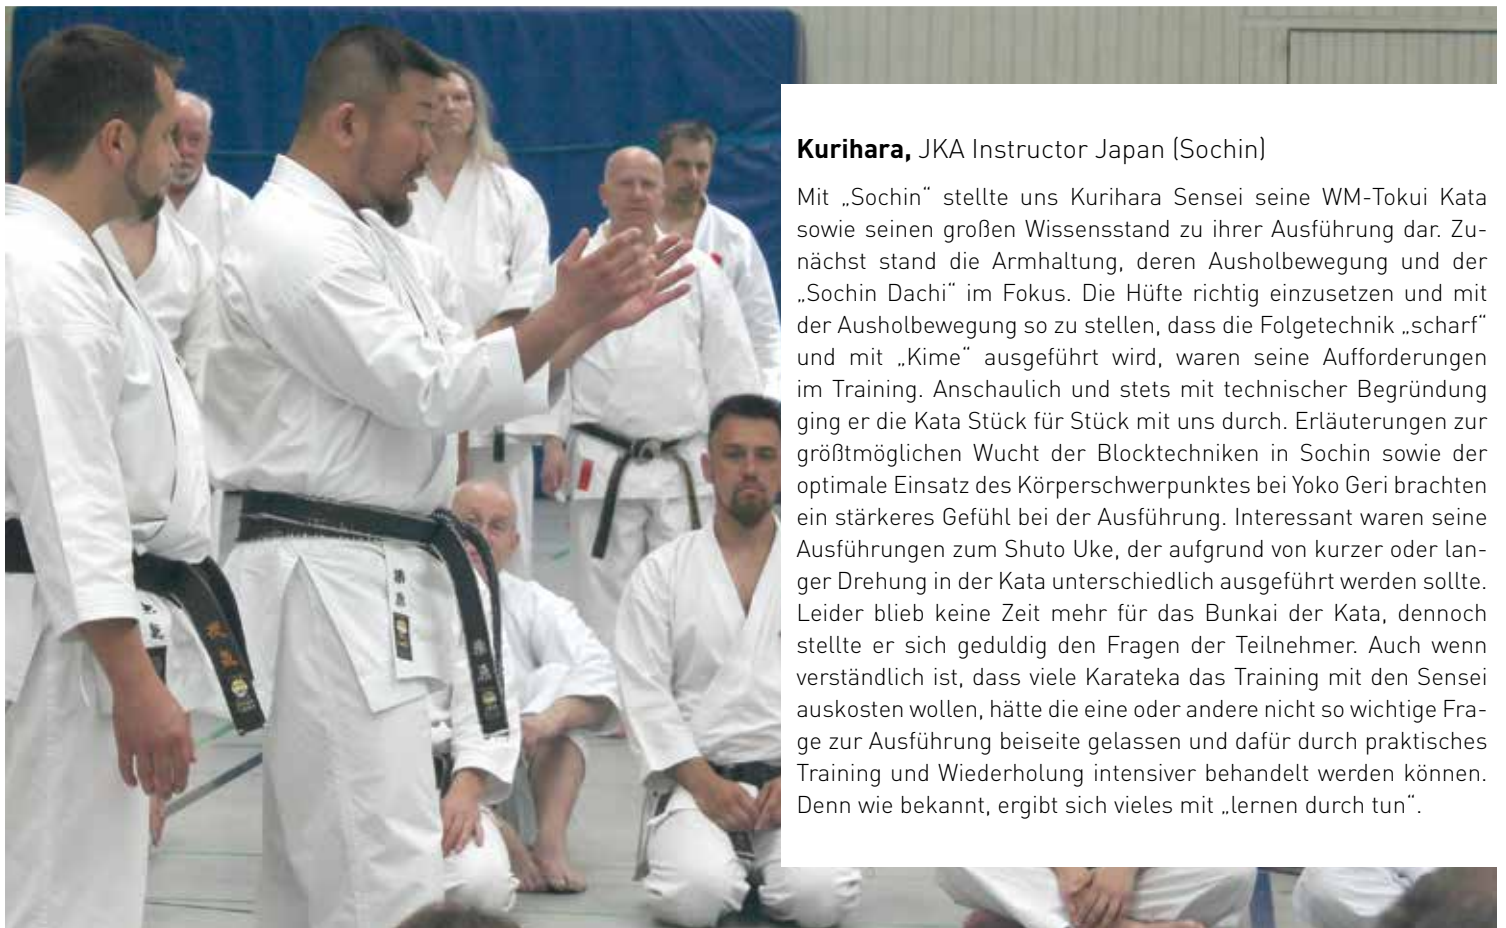 Kurihara, JKA Instructor Japan (Sochin)
Mit „Sochin“ stellte uns Kurihara Sensei seine WM-Tokui Kata
sowie seinen großen Wissensstand zu ihrer Ausführung dar. Zu-
nächst stand die Armhaltung, deren Ausholbewegung und der
„Sochin Dachi“ im Fokus. Die Hüfte richtig einzusetzen und mit
der Ausholbewegung so zu stellen, dass die Folgetechnik „scharf“
und mit „Kime“ ausgeführt wird, waren seine Aufforderungen
im Training. Anschaulich und stets mit technischer Begründung
ging er die Kata Stück für Stück mit uns durch. Erläuterungen zur
größtmöglichen Wucht der Blocktechniken in Sochin sowie der
optimale Einsatz des Körperschwerpunktes bei Yoko Geri brachten
ein stärkeres Gefühl bei der Ausführung. Interessant waren seine
Ausführungen zum Shuto Uke, der aufgrund von kurzer oder lan-
ger Drehung in der Kata unterschiedlich ausgeführt werden sollte.
Leider blieb keine Zeit mehr für das Bunkai der Kata, dennoch
stellte er sich geduldig den Fragen der Teilnehmer. Auch wenn
verständlich ist, dass viele Karateka das Training mit den Sensei
auskosten wollen, hätte die eine oder andere nicht so wichtige Fra-
ge zur Ausführung beiseite gelassen und dafür durch praktisches
Training und Wiederholung intensiver behandelt werden können.
Denn wie bekannt, ergibt sich vieles mit „lernen durch tun“.